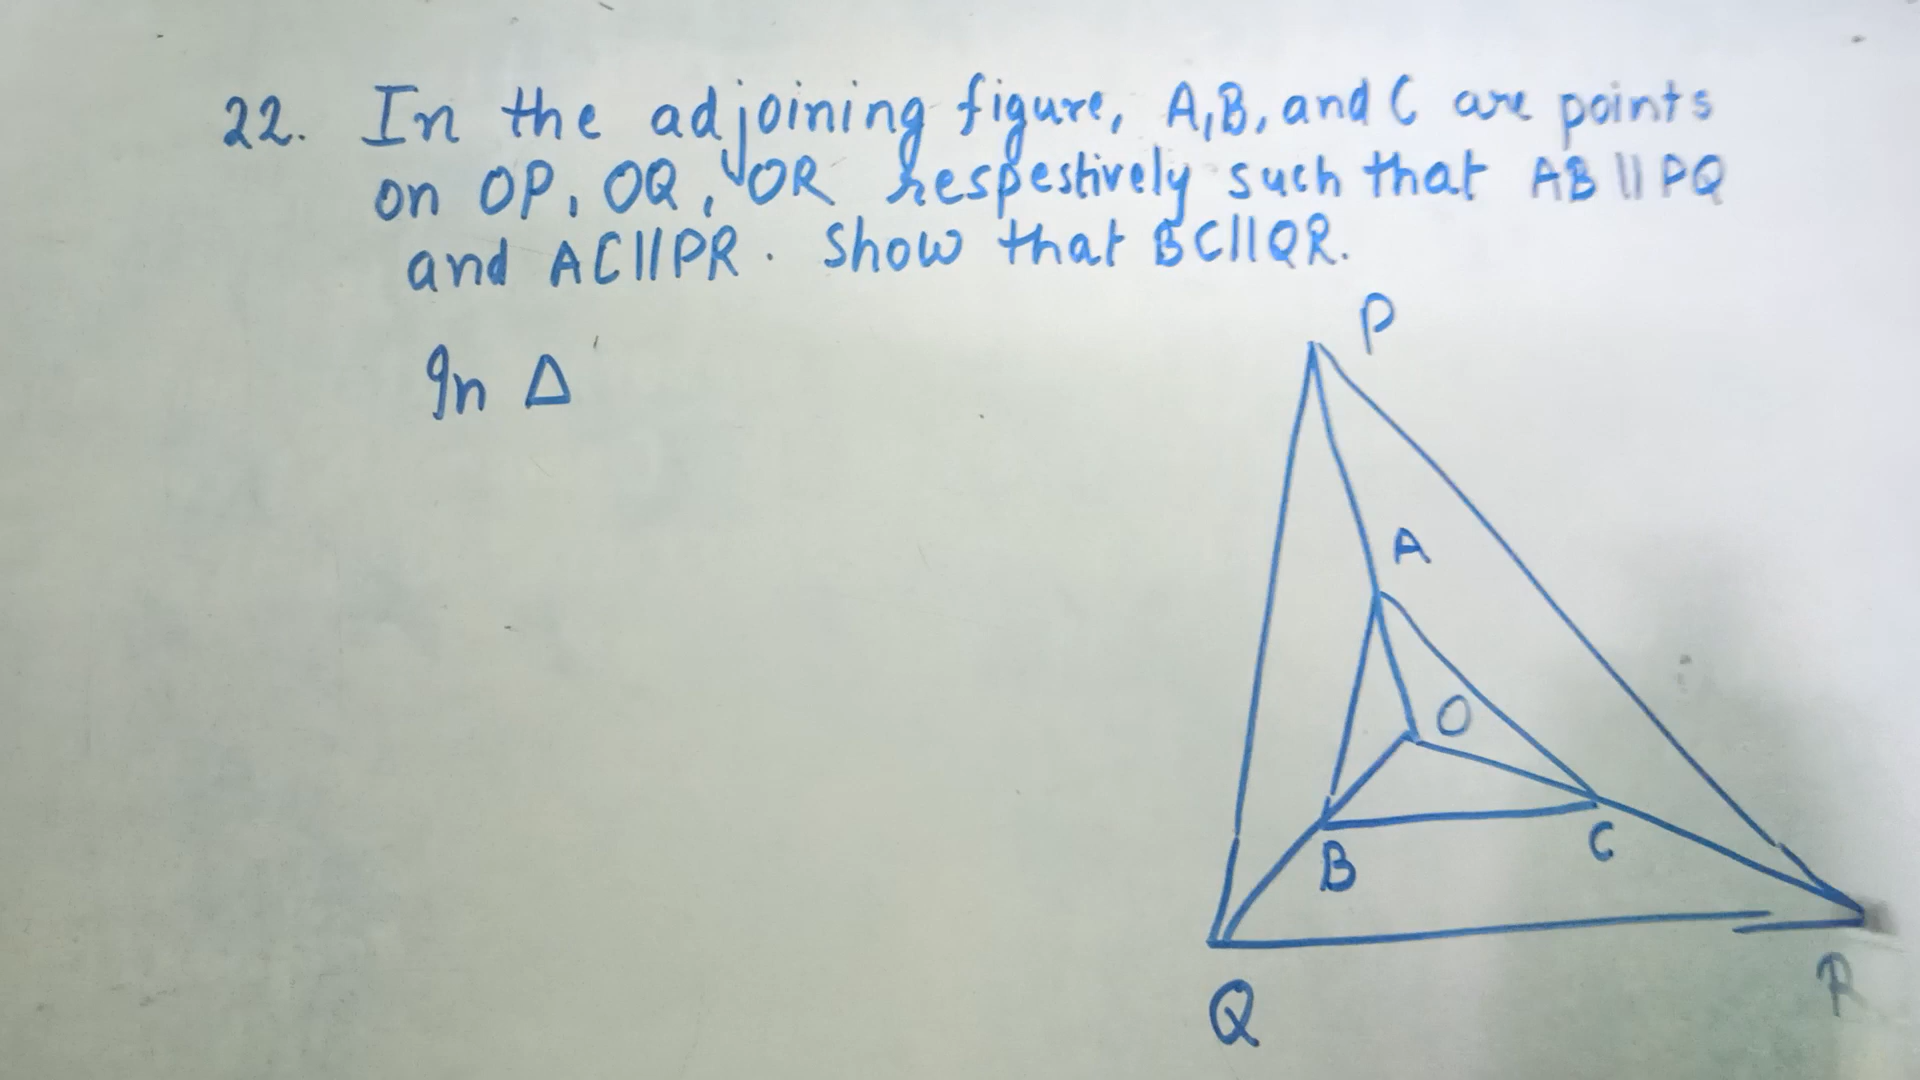 22. In the adjoining figure, A,B, and C are points
on OP, OQ, OR respestively such that AB || PQ
and AC||PR. Show that BC||QR.
In Δ
P
A
O
B
C
Q
R